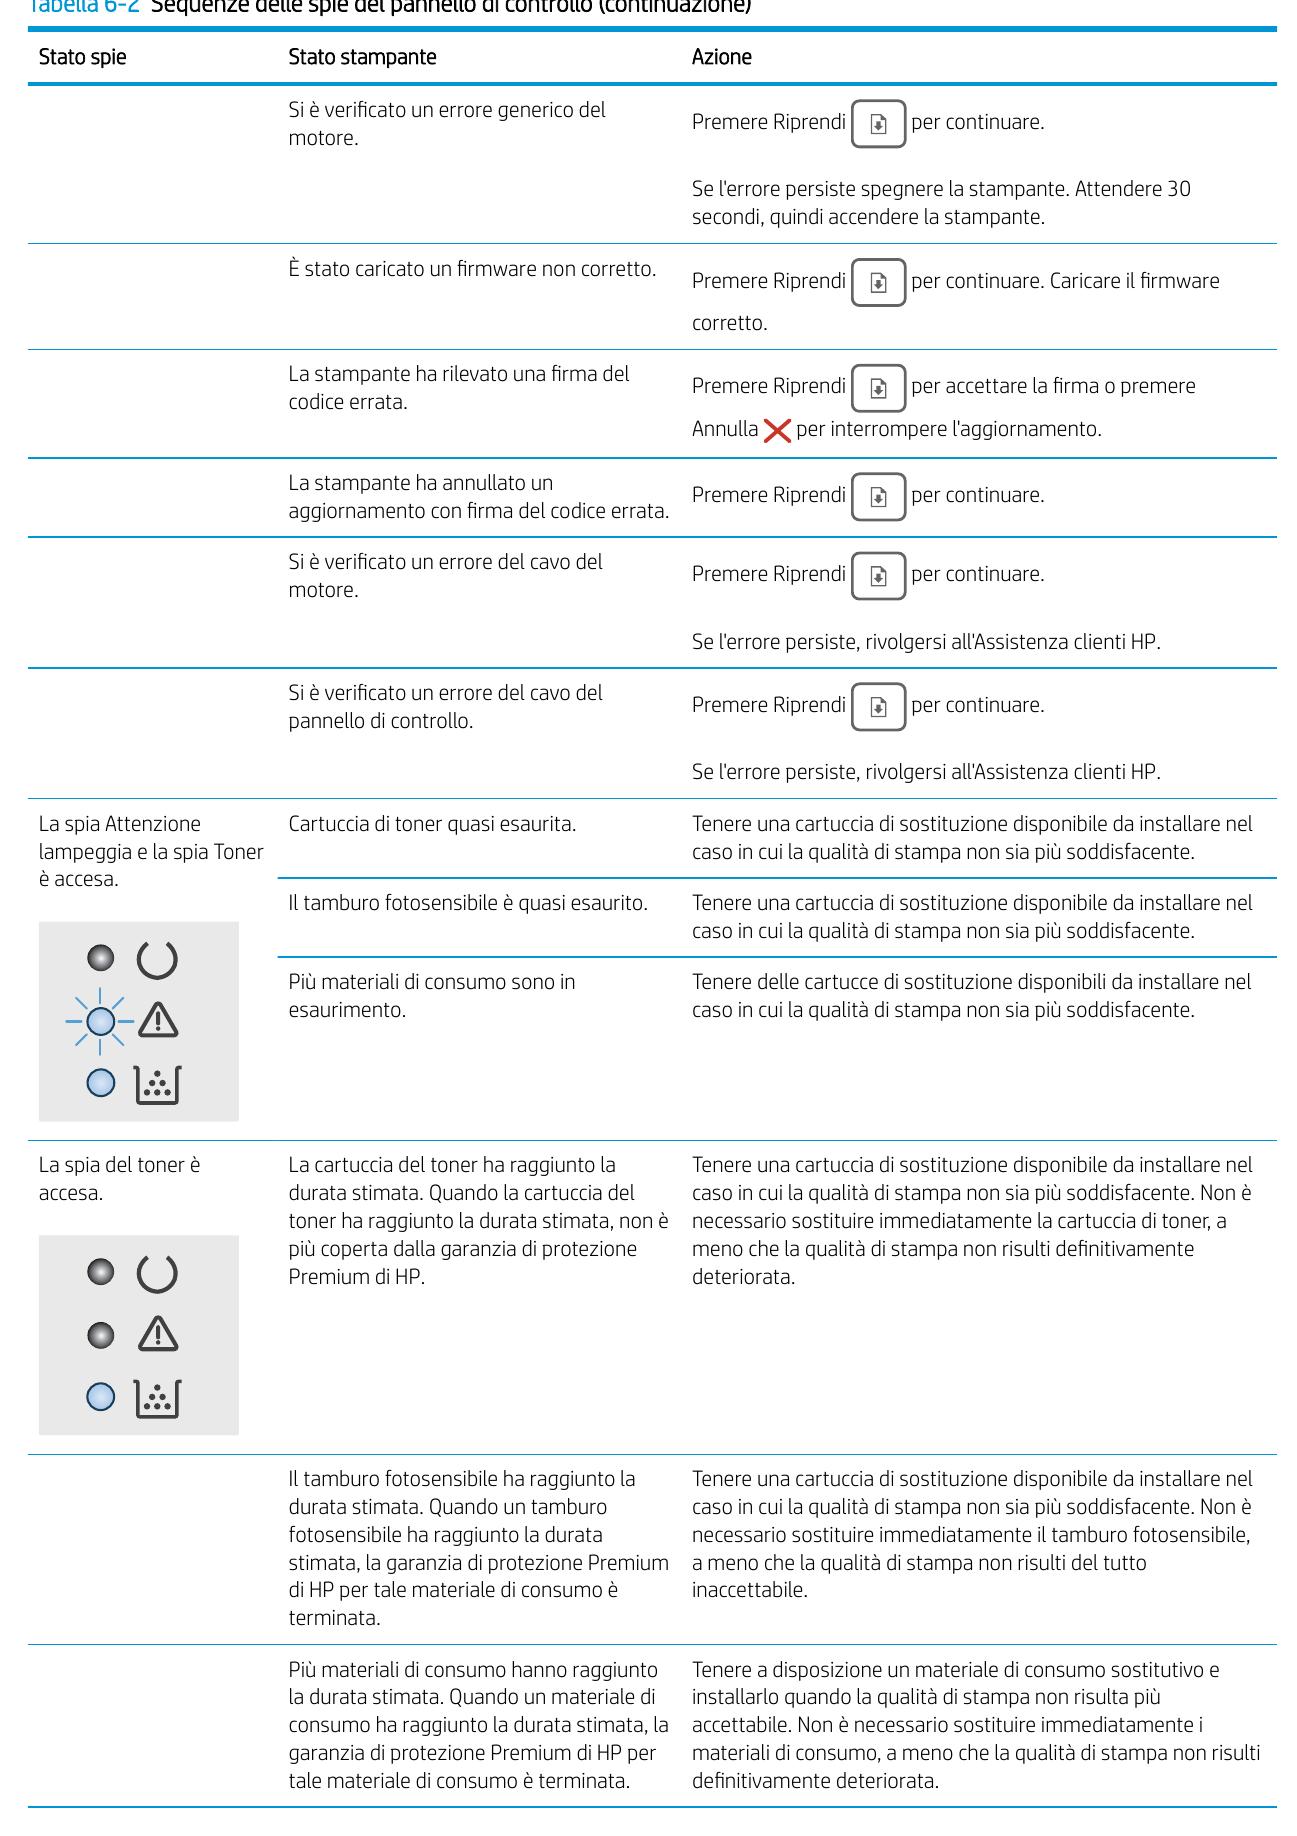 Tabella 6-2 Sequenze delle spie del pannello di controllo (continuazione)
Stato spie
Stato stampante
Azione
Si è verificato un errore generico del
motore.
Premere Riprendi per continuare.
Se l'errore persiste spegnere la stampante. Attendere 30
secondi, quindi accendere la stampante.
È stato caricato un firmware non corretto.
Premere Riprendi per continuare. Caricare il firmware
corretto.
La stampante ha rilevato una firma del
codice errata.
Premere Riprendi per accettare la firma o premere
Annulla per interrompere l'aggiornamento.
La stampante ha annullato un
aggiornamento con firma del codice errata.
Premere Riprendi per continuare.
Si è verificato un errore del cavo del
motore.
Premere Riprendi per continuare.
Se l'errore persiste, rivolgersi all'Assistenza clienti HP.
Si è verificato un errore del cavo del
pannello di controllo.
Premere Riprendi per continuare.
Se l'errore persiste, rivolgersi all'Assistenza clienti HP.
La spia Attenzione
lampeggia e la spia Toner
è accesa.
Cartuccia di toner quasi esaurita.
Tenere una cartuccia di sostituzione disponibile da installare nel
caso in cui la qualità di stampa non sia più soddisfacente.
Il tamburo fotosensibile è quasi esaurito.
Tenere una cartuccia di sostituzione disponibile da installare nel
caso in cui la qualità di stampa non sia più soddisfacente.
Più materiali di consumo sono in
esaurimento.
Tenere delle cartucce di sostituzione disponibili da installare nel
caso in cui la qualità di stampa non sia più soddisfacente.
La spia del toner è
accesa.
La cartuccia del toner ha raggiunto la
durata stimata. Quando la cartuccia del
toner ha raggiunto la durata stimata, non è
più coperta dalla garanzia di protezione
Premium di HP.
Tenere una cartuccia di sostituzione disponibile da installare nel
caso in cui la qualità di stampa non sia più soddisfacente. Non è
necessario sostituire immediatamente la cartuccia di toner, a
meno che la qualità di stampa non risulti definitivamente
deteriorata.
Il tamburo fotosensibile ha raggiunto la
durata stimata. Quando un tamburo
fotosensibile ha raggiunto la durata
stimata, la garanzia di protezione Premium
di HP per tale materiale di consumo è
terminata.
Tenere una cartuccia di sostituzione disponibile da installare nel
caso in cui la qualità di stampa non sia più soddisfacente. Non è
necessario sostituire immediatamente il tamburo fotosensibile,
a meno che la qualità di stampa non risulti del tutto
inaccettabile.
Più materiali di consumo hanno raggiunto
la durata stimata. Quando un materiale di
consumo ha raggiunto la durata stimata, la
garanzia di protezione Premium di HP per
tale materiale di consumo è terminata.
Tenere a disposizione un materiale di consumo sostitutivo e
installarlo quando la qualità di stampa non risulta più
accettabile. Non è necessario sostituire immediatamente i
materiali di consumo, a meno che la qualità di stampa non risulti
definitivamente deteriorata.